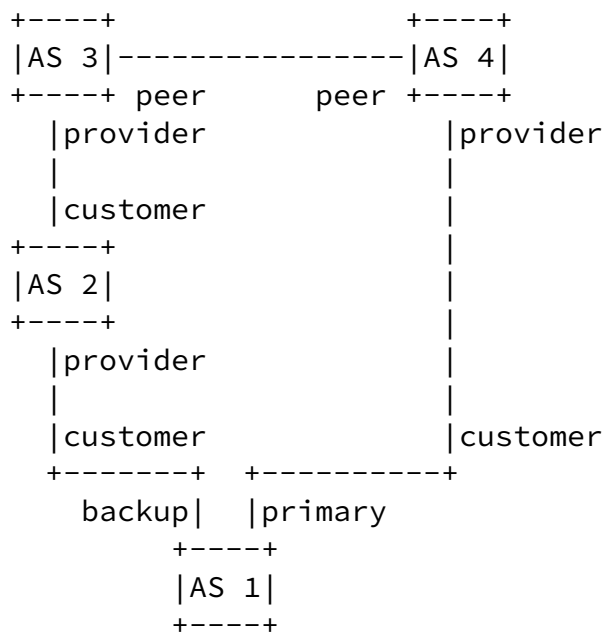 +----+                +----+
|AS 3|----------------|AS 4|
+----+ peer      peer +----+
  |provider             |provider
  |                     |
  |customer             |
+----+                  |
|AS 2|                  |
+----+                  |
  |provider             |
  |                     |
  |customer             |customer
  +-------+  +----------+
    backup|  |primary
         +----+
         |AS 1|
         +----+